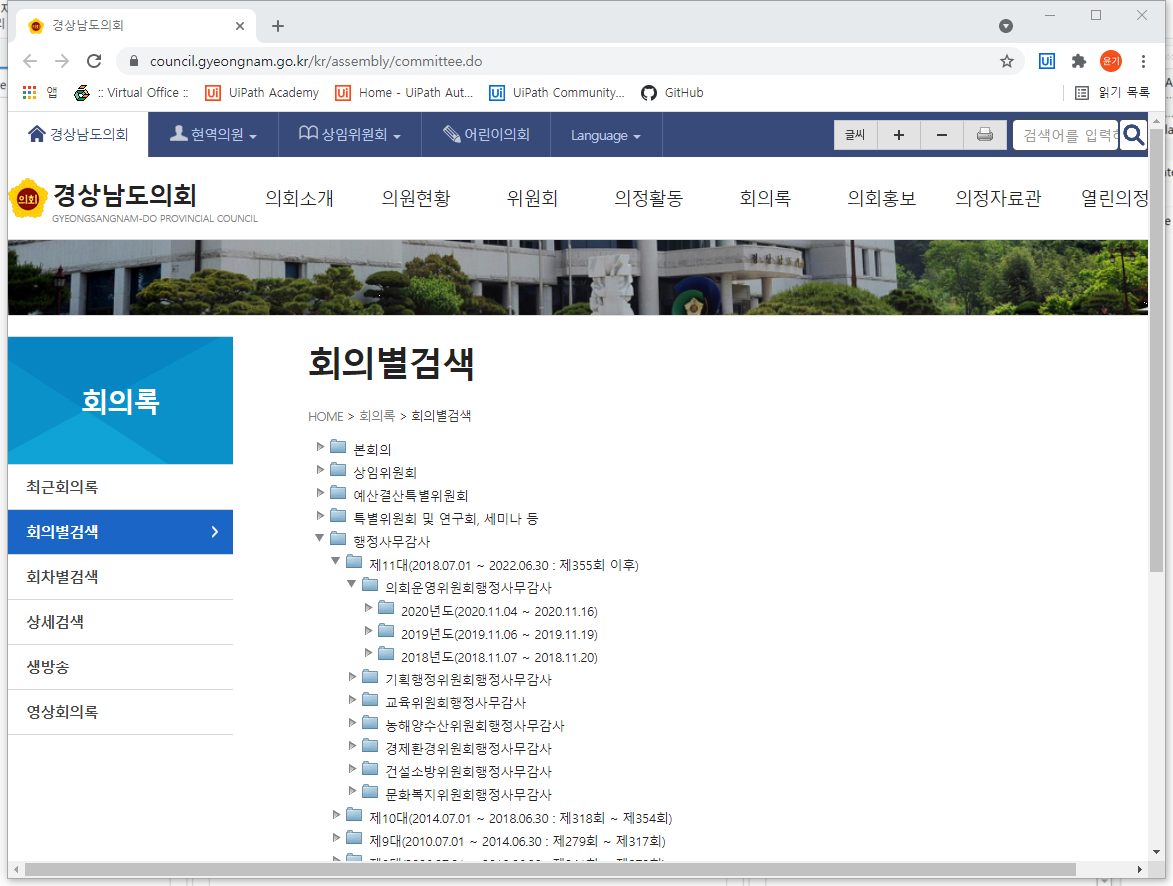 경상남도의회
council.gyeongnam.go.kr/kr/assembly/committee.do
윤기
앱 :: Virtual Office :: UiPath Academy Home - UiPath Aut... UiPath Community... GitHub 읽기 목록
경상남도의회 현역의원 상임위원회 어린이의회 Language 글씨 + − 검색어를 입력
의회 경상남도의회 의회소개 의원현황 위원회 의정활동 회의록 의회홍보 의정자료관 열린의정
GYEONGSANGNAM-DO PROVINCIAL COUNCIL
회의록
최근회의록
회의별검색
회차별검색
상세검색
생방송
영상회의록
회의별검색
HOME > 회의록 > 회의별검색
본회의
상임위원회
예산결산특별위원회
특별위원회 및 연구회, 세미나 등
행정사무감사
제11대(2018.07.01 ~ 2022.06.30 : 제355회 이후)
의회운영위원회행정사무감사
2020년도(2020.11.04 ~ 2020.11.16)
2019년도(2019.11.06 ~ 2019.11.19)
2018년도(2018.11.07 ~ 2018.11.20)
기획행정위원회행정사무감사
교육위원회행정사무감사
농해양수산위원회행정사무감사
경제환경위원회행정사무감사
건설소방위원회행정사무감사
문화복지위원회행정사무감사
제10대(2014.07.01 ~ 2018.06.30 : 제318회 ~ 제354회)
제9대(2010.07.01 ~ 2014.06.30 : 제279회 ~ 제317회)